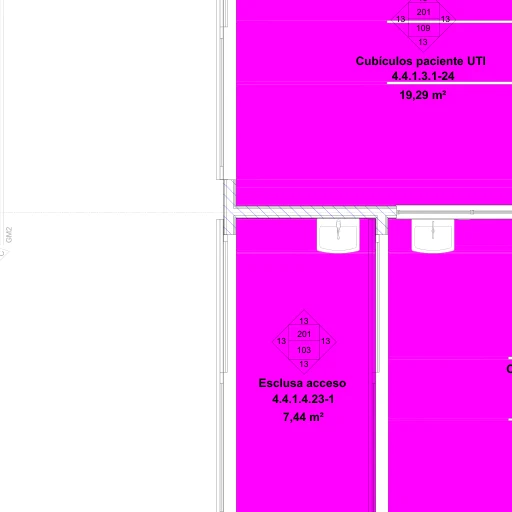 201
13 13
109
13
Cubículos paciente UTI
4.4.1.3.1-24
19,29 m²
GM2
13
201
13 13
103
13
Esclusa acceso
4.4.1.4.23-1
7,44 m²